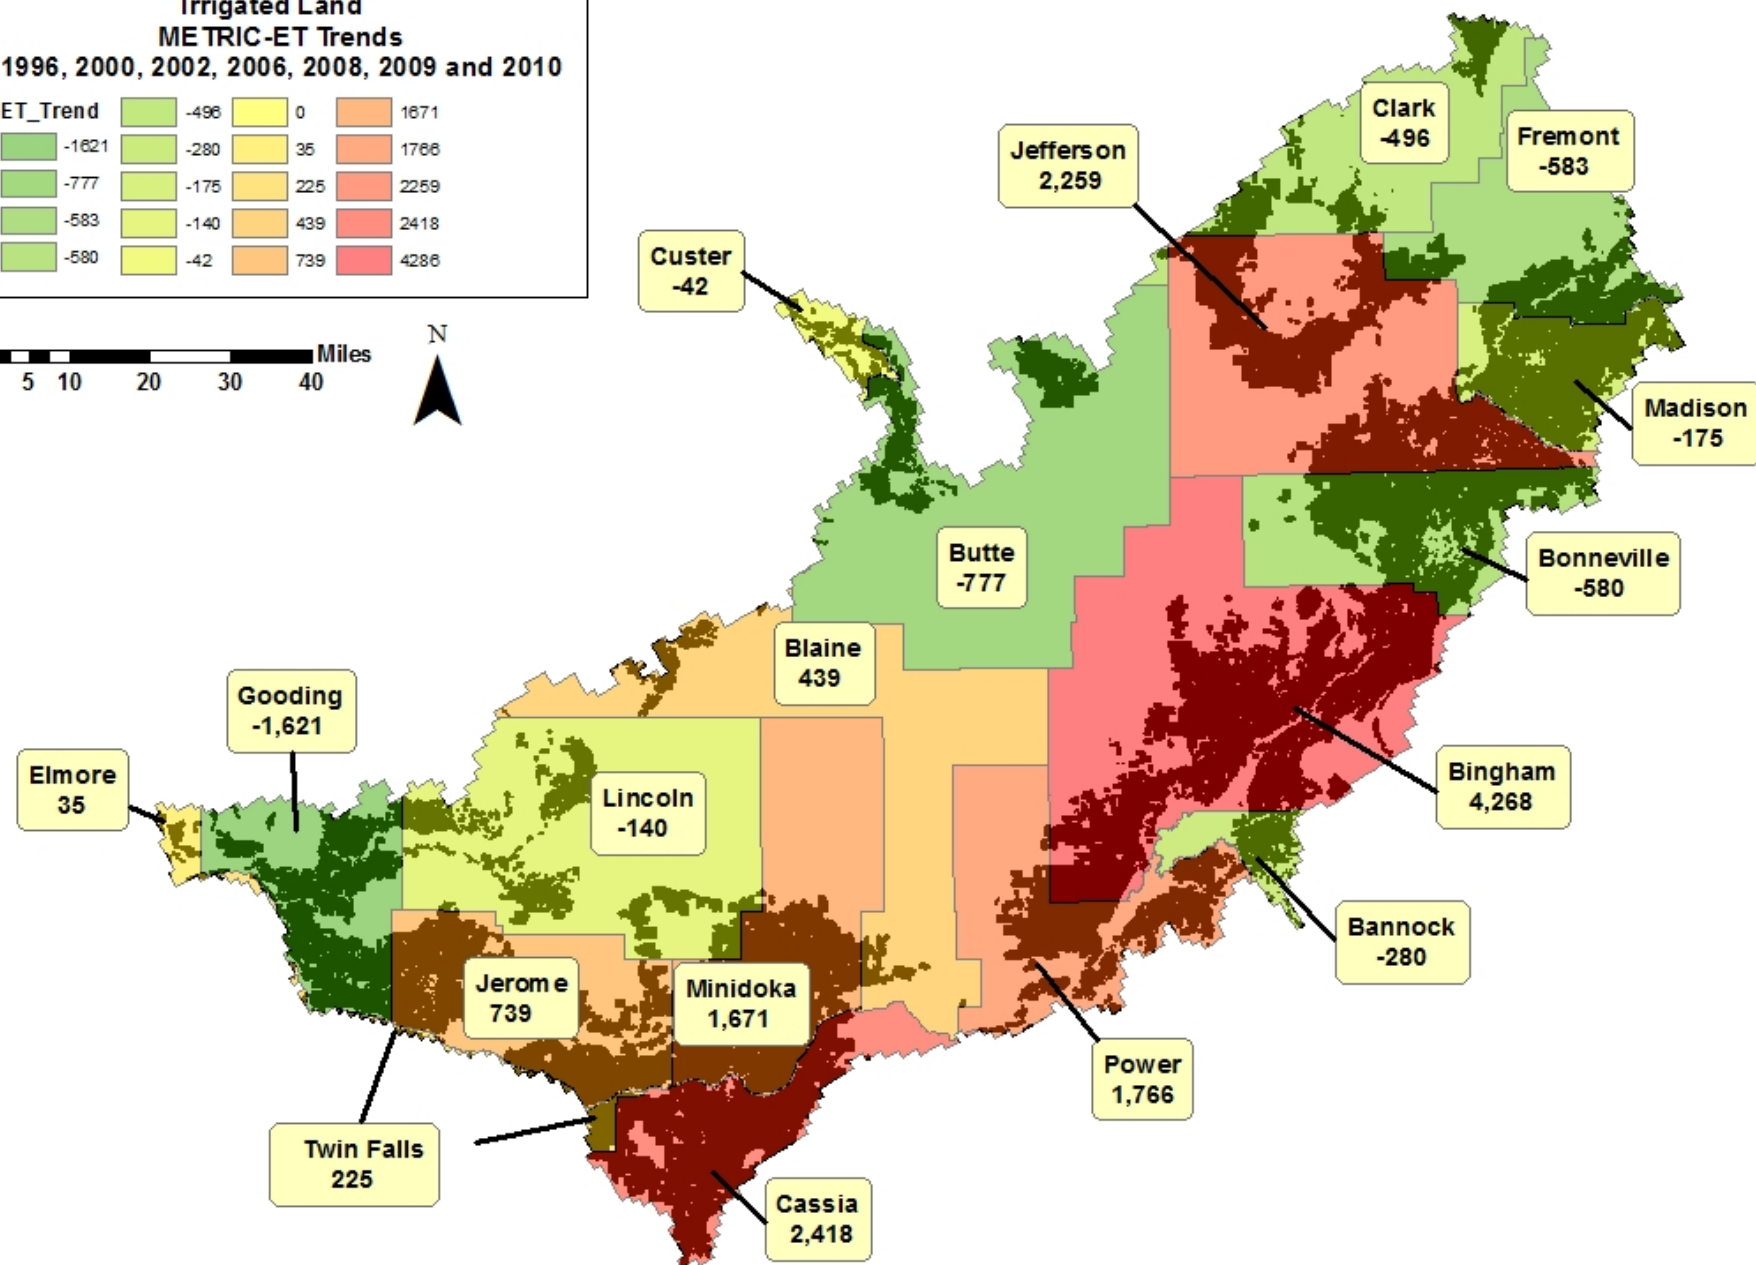 Irrigated Land
METRIC-ET Trends
1996, 2000, 2002, 2006, 2008, 2009 and 2010
ET_Trend
-1621
-777
-583
-580
-496
-280
-175
-140
-42
0
35
225
439
739
1671
1766
2259
2418
4286
5 10 20 30 40 Miles
N
Clark
-496
Fremont
-583
Jefferson
2,259
Custer
-42
Madison
-175
Butte
-777
Bonneville
-580
Blaine
439
Gooding
-1,621
Elmore
35
Lincoln
-140
Bingham
4,268
Bannock
-280
Jerome
739
Minidoka
1,671
Power
1,766
Twin Falls
225
Cassia
2,418